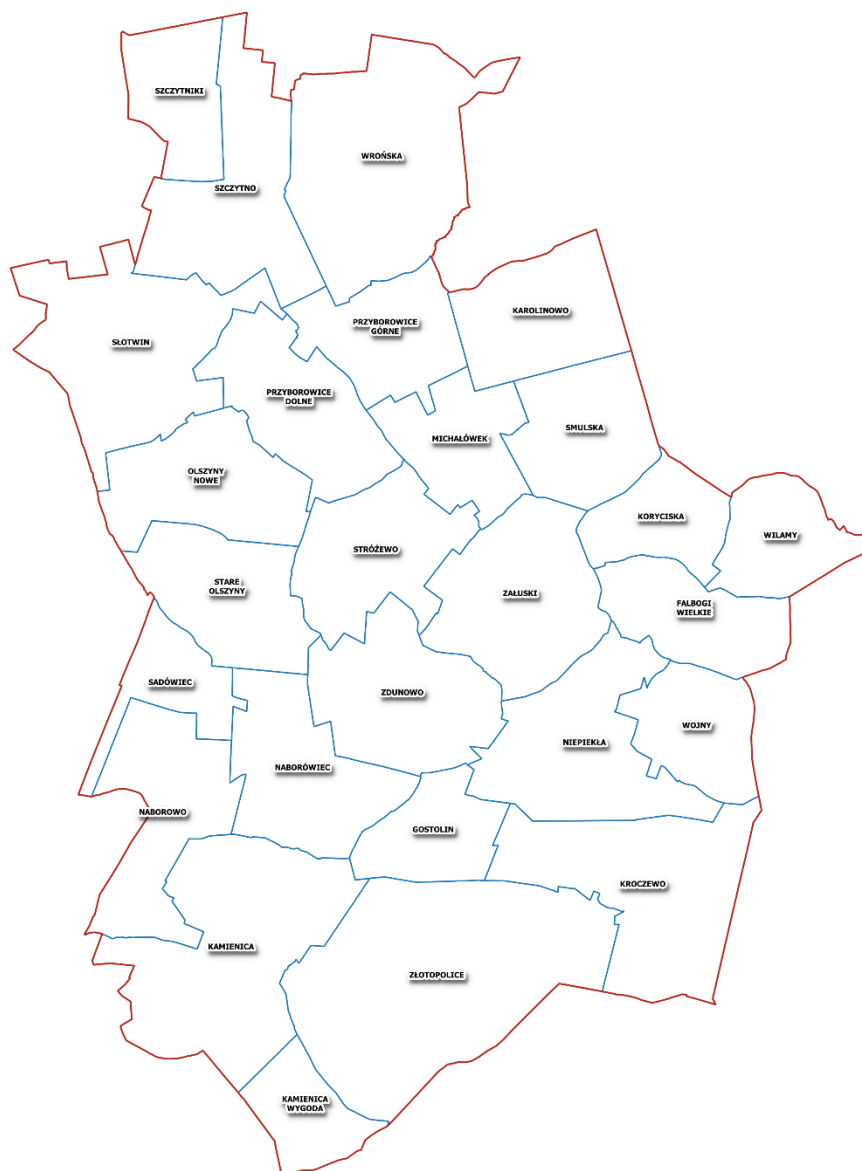 SZCZYTNIKI
WROŃSKA
SZCZYTNO
KAROLINOWO
PRZYBOROWICE
GÓRNE
SŁOTWIN
PRZYBOROWICE
DOLNE
SMULSKA
MICHAŁÓWEK
OLSZYNY
NOWE
KORYCISKA
WILAMY
STRÓŻEWO
STARE
OLSZYNY
ZAŁUSKI
FALBOGI
WIELKIE
SADÓWIEC
ZDUNOWO
WOJNY
NIEPIEKŁA
NABORÓWIEC
NABOROWO
GOSTOLIN
KROCZEWO
KAMIENICA
ZŁOTOPOLICE
KAMIENICA
WYGODA